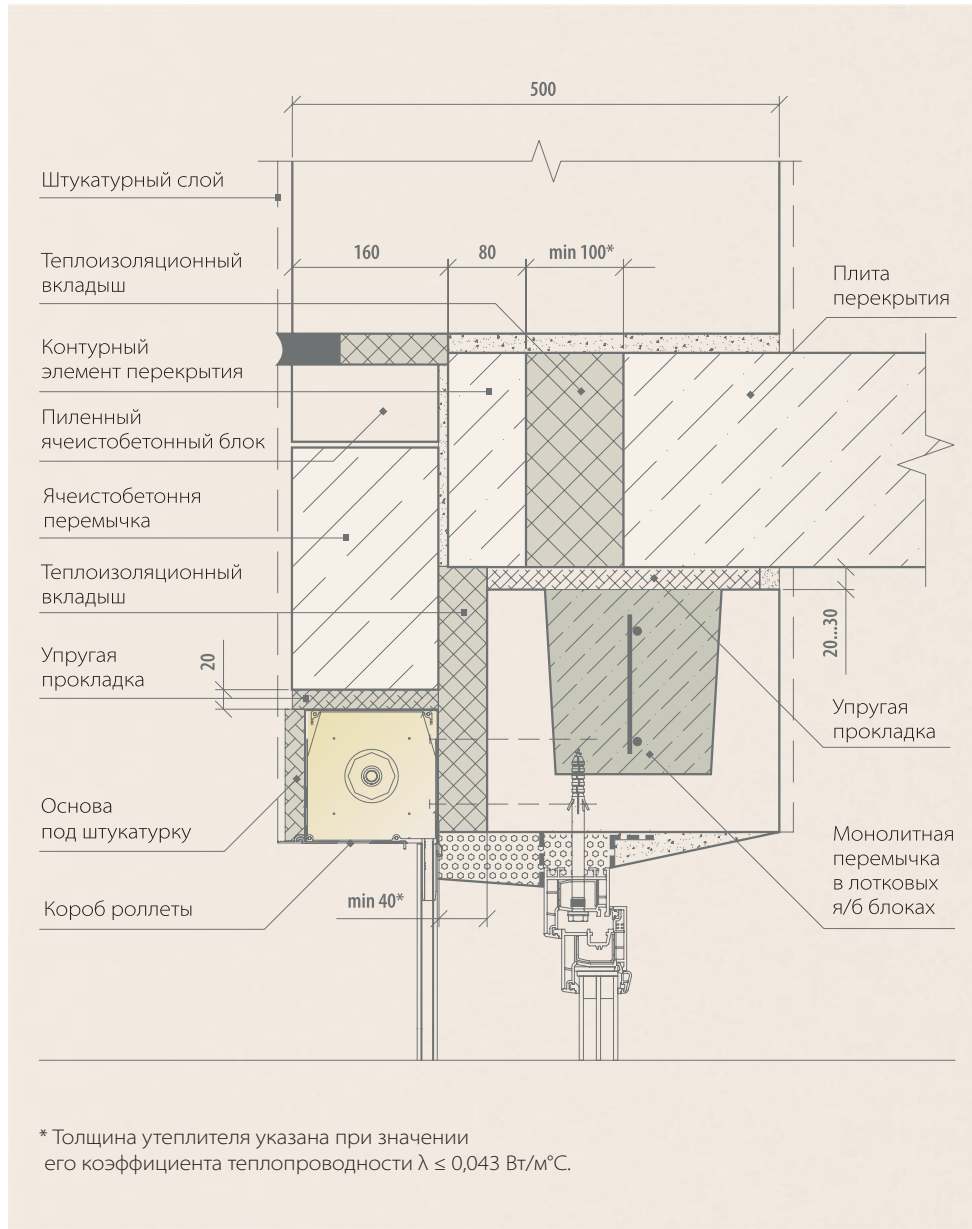 500
Штукатурный слой
160
80
min 100*
Теплоизоляционный
вкладыш
Плита
перекрытия
Контурный
элемент перекрытия
Пиленный
ячеистобетонный блок
Ячеистобетоння
перемычка
Теплоизоляционный
вкладыш
20...30
Упругая
прокладка
20
Упругая
прокладка
Основа
под штукатурку
Монолитная
перемычка
в лотковых
я/б блоках
Короб роллеты
min 40*
* Толщина утеплителя указана при значении
его коэффициента теплопроводности λ ≤ 0,043 Вт/м°С.